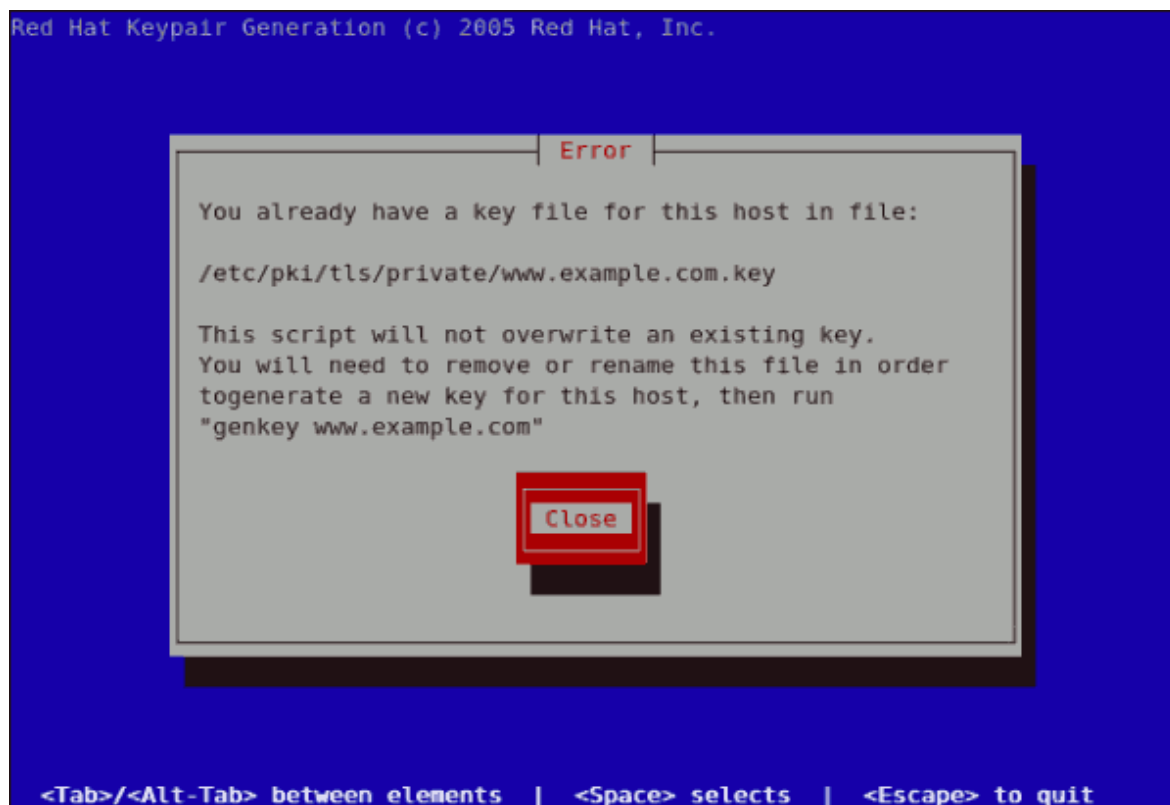 Red Hat Keypair Generation (c) 2005 Red Hat, Inc.
Error
You already have a key file for this host in file:
/etc/pki/tls/private/www.example.com.key
This script will not overwrite an existing key.
You will need to remove or rename this file in order
togenerate a new key for this host, then run
"genkey www.example.com"
Close
<Tab>/<Alt-Tab> between elements | <Space> selects | <Escape> to quit